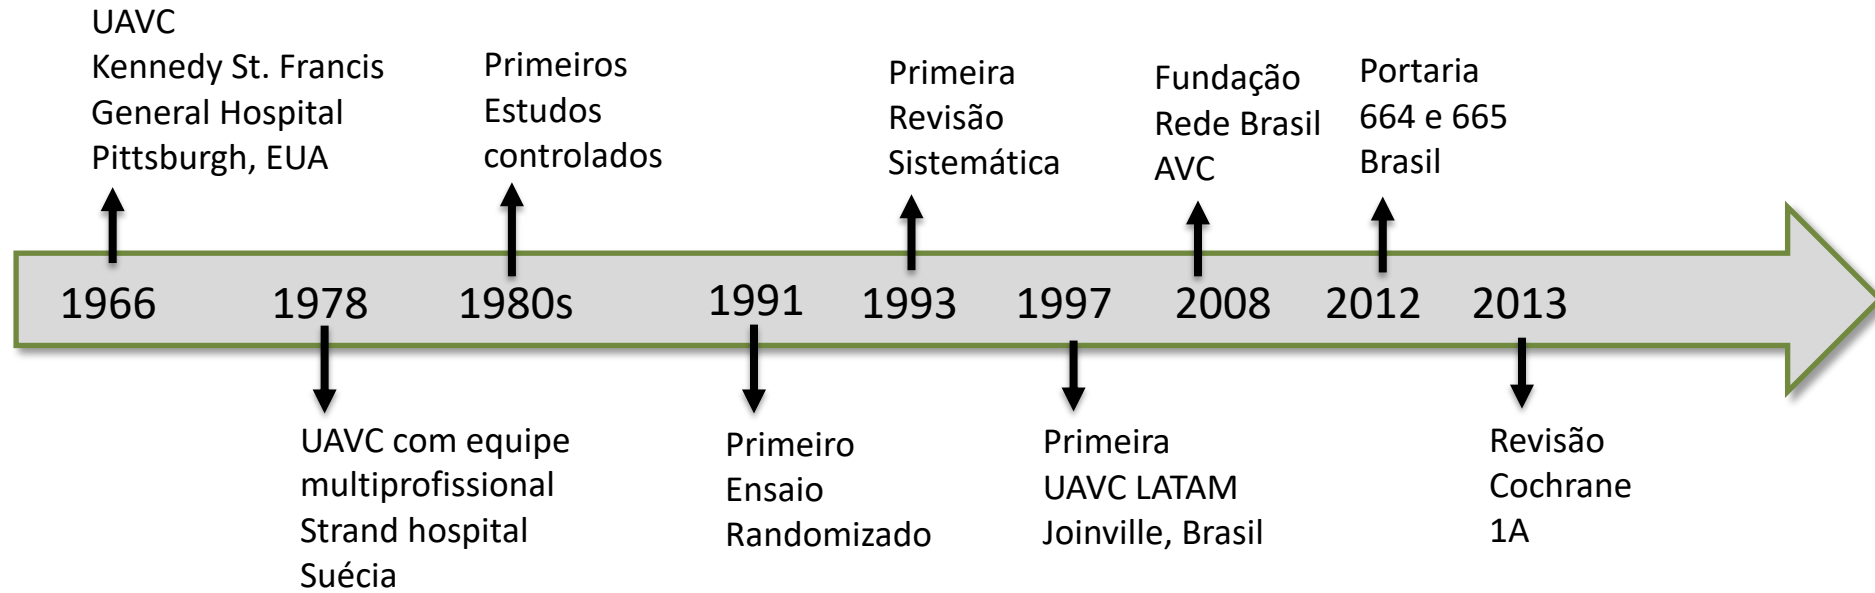 UAVC
Kennedy St. Francis
General Hospital
Pittsburgh, EUA
Primeiros
Estudos
controlados
Primeira
Revisão
Sistemática
Fundação
Rede Brasil
AVC
Portaria
664 e 665
Brasil
1966 1978 1980s 1991 1993 1997 2008 2012 2013
UAVC com equipe
multiprofissional
Strand hospital
Suécia
Primeiro
Ensaio
Randomizado
Primeira
UAVC LATAM
Joinville, Brasil
Revisão
Cochrane
1A